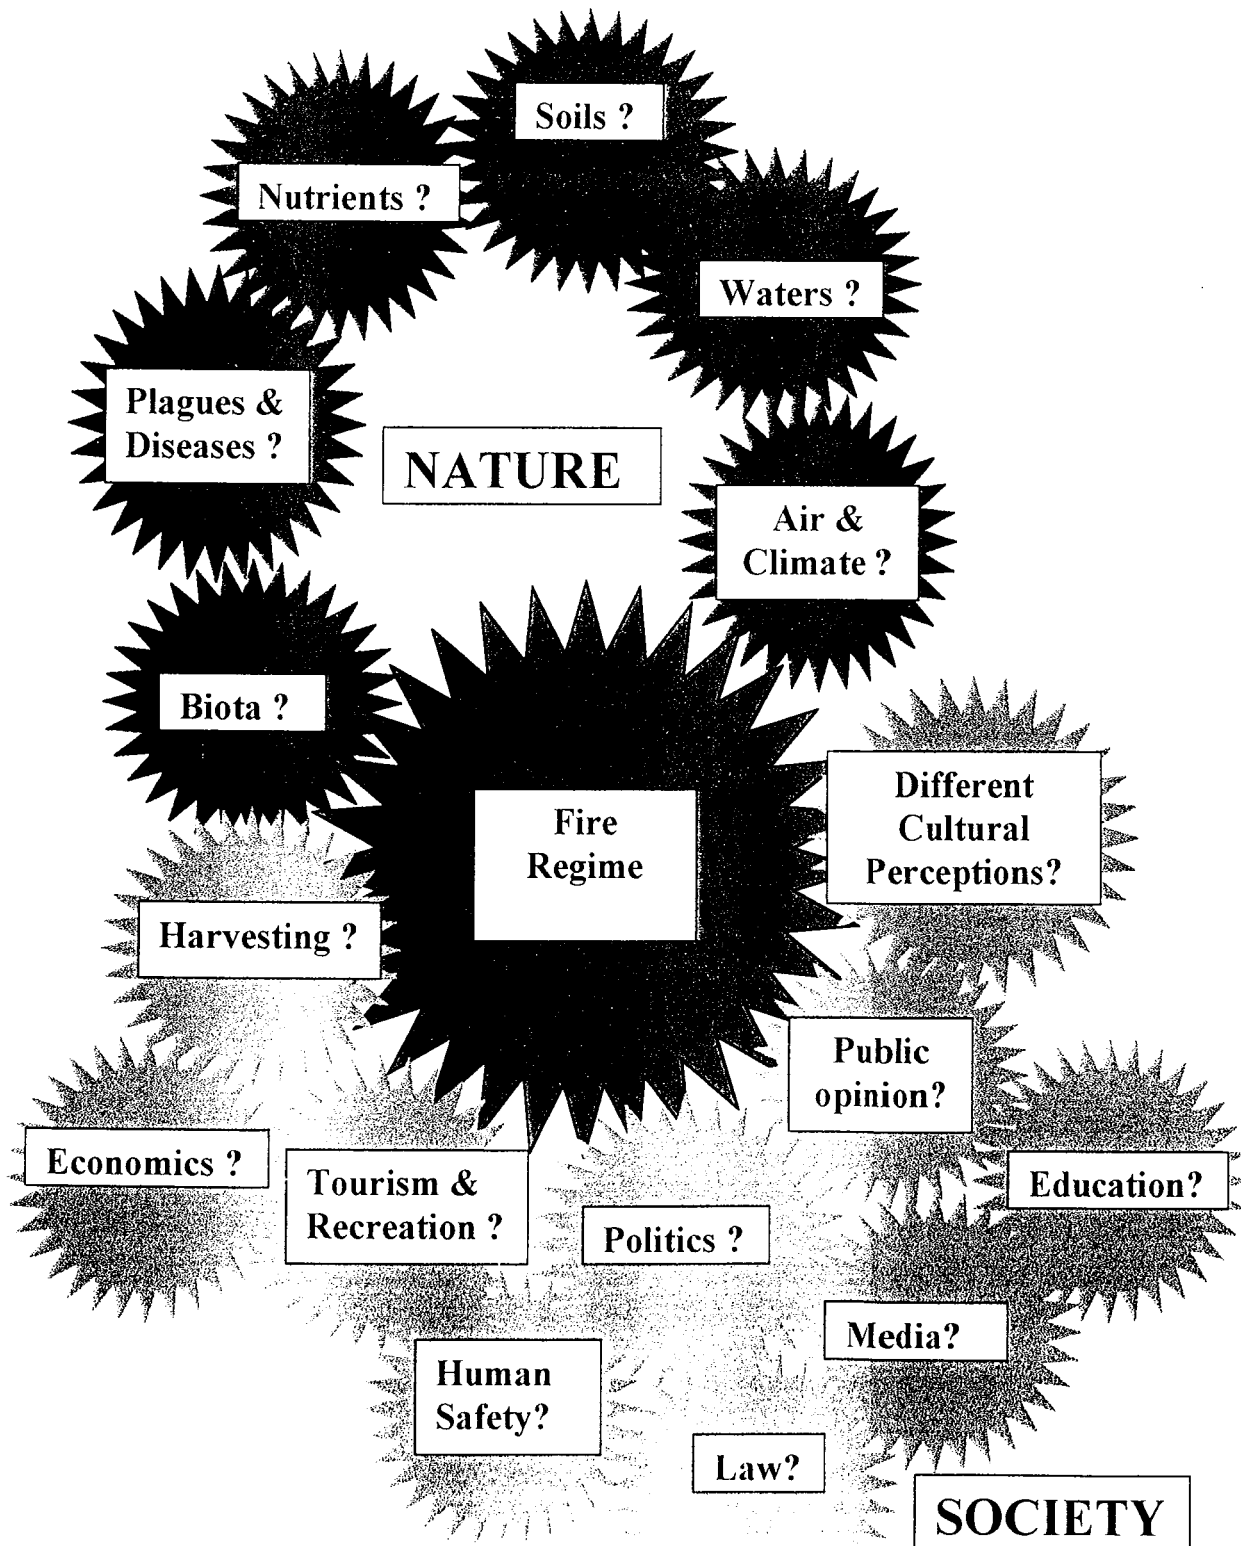 Soils ?
Nutrients ?
Waters ?
Plagues &
Diseases ?
NATURE
Air &
Climate ?
Biota ?
Fire
Regime
Different
Cultural
Perceptions?
Harvesting ?
Public
opinion?
Economics ?
Tourism &
Recreation ?
Education?
Politics ?
Media?
Human
Safety?
Law?
SOCIETY